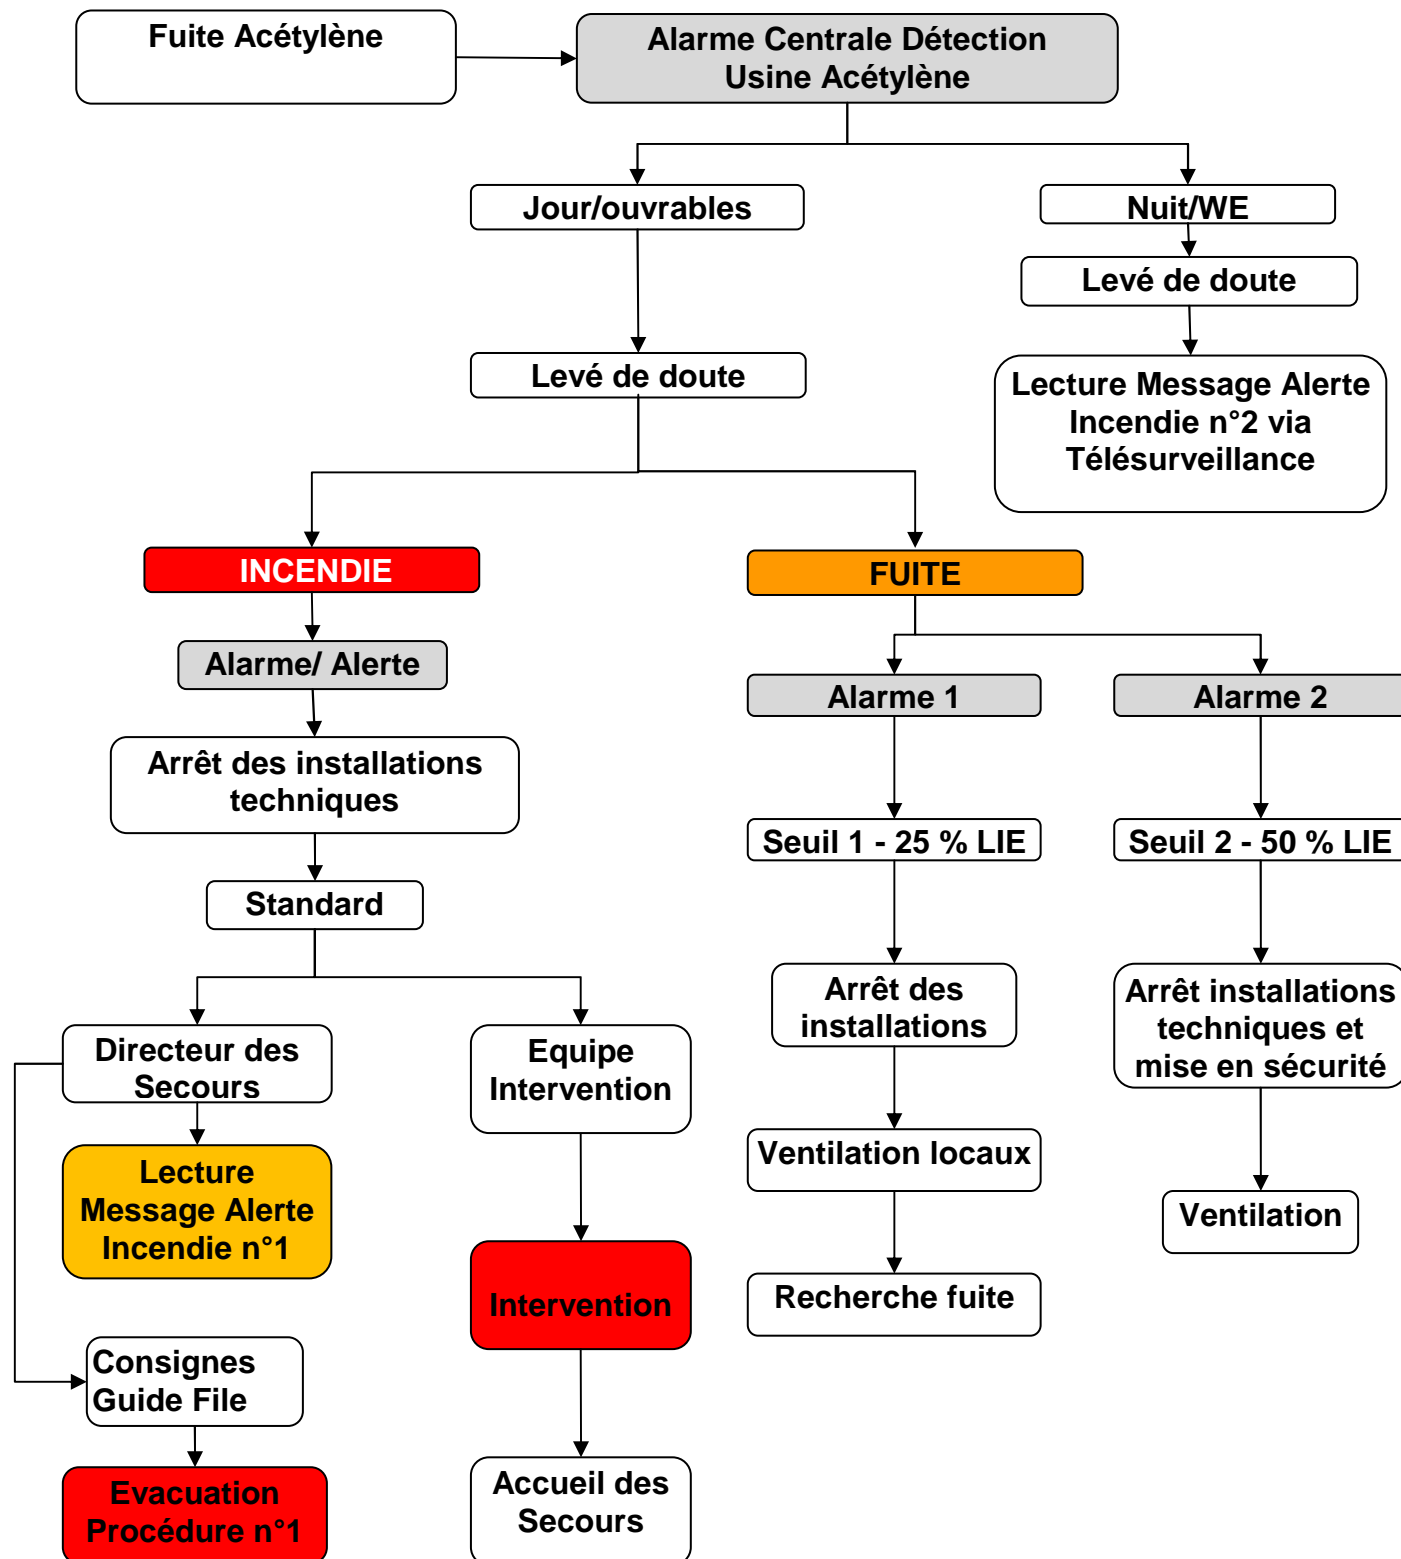 Fuite Acétylène
Alarme Centrale Détection
Usine Acétylène
Jour/ouvrables
Nuit/WE
Levé de doute
Levé de doute
Lecture Message Alerte
Incendie n°2 via
Télésurveillance
INCENDIE
FUITE
Alarme/ Alerte
Alarme 1
Alarme 2
Arrêt des installations
techniques
Seuil 1 - 25 % LIE
Seuil 2 - 50 % LIE
Standard
Arrêt des
installations
Arrêt installations
techniques et
mise en sécurité
Directeur des
Secours
Equipe
Intervention
Ventilation locaux
Ventilation
Lecture
Message Alerte
Incendie n°1
Intervention
Recherche fuite
Consignes
Guide File
Evacuation
Procédure n°1
Accueil des
Secours